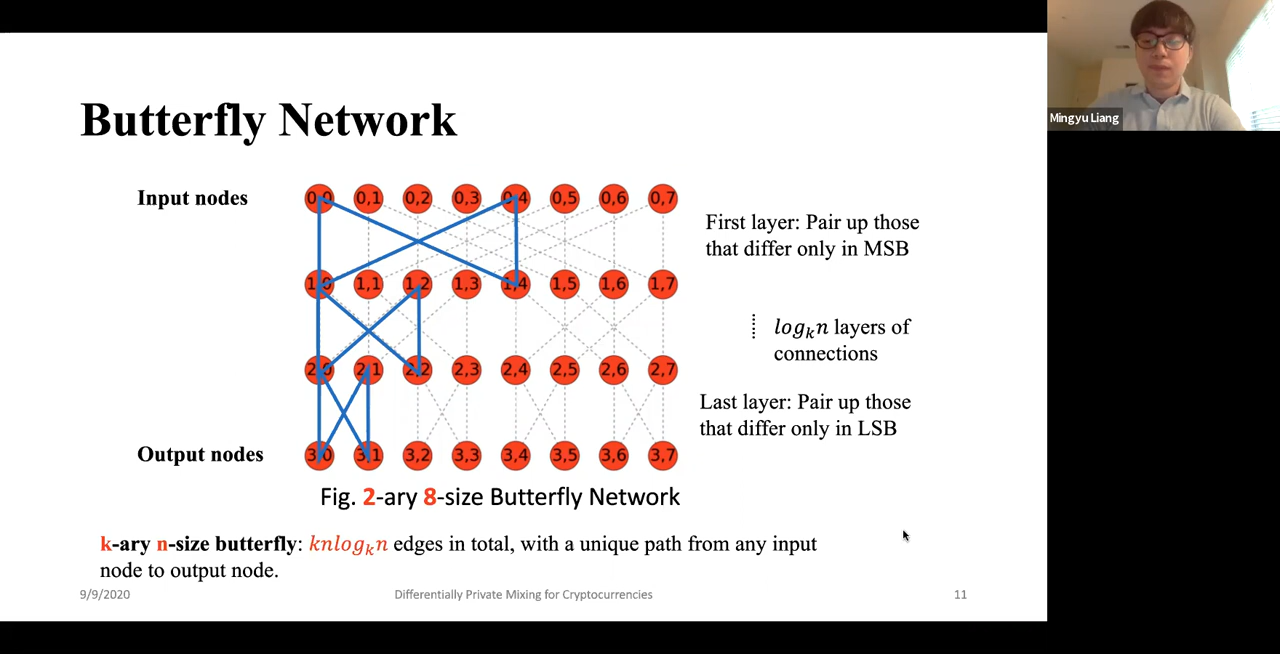 Mingyu Liang
Butterfly Network
Input nodes
0,0 0,1 0,2 0,3 0,4 0,5 0,6 0,7
First layer: Pair up those
that differ only in MSB
1,0 1,1 1,2 1,3 1,4 1,5 1,6 1,7
log_k n layers of
connections
2,0 2,1 2,2 2,3 2,4 2,5 2,6 2,7
Last layer: Pair up those
that differ only in LSB
Output nodes
3,0 3,1 3,2 3,3 3,4 3,5 3,6 3,7
Fig. 2-ary 8-size Butterfly Network
k-ary n-size butterfly: knlog_k n edges in total, with a unique path from any input
node to output node.
9/9/2020 Differentially Private Mixing for Cryptocurrencies 11